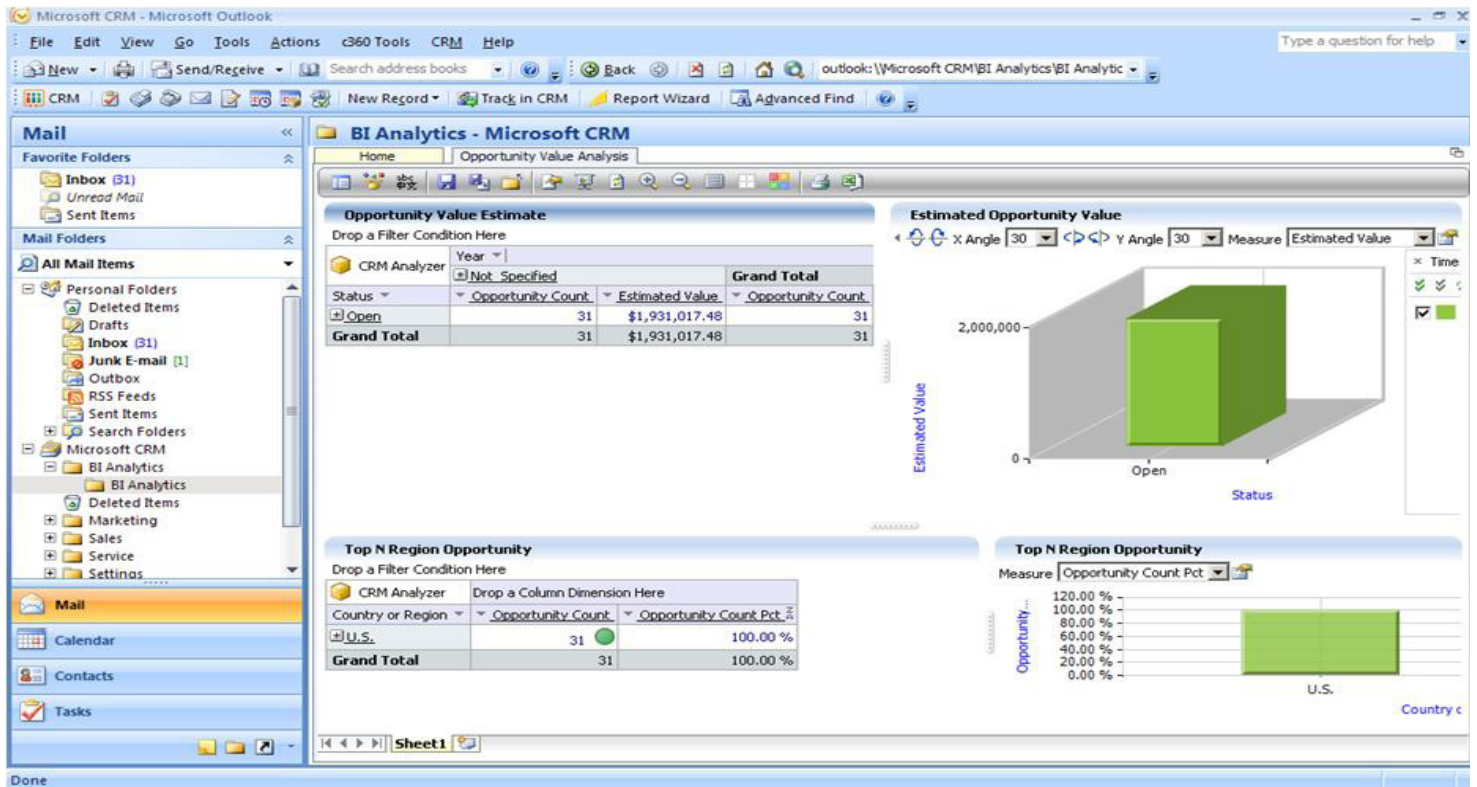 Microsoft CRM - Microsoft Outlook
File Edit View Go Tools Actions c360 Tools CRM Help
Type a question for help
New Send/Receive Search address books Back outlook:\\Microsoft CRM\BI Analytics\BI Analytic
CRM New Record Track in CRM Report Wizard Advanced Find
Mail
Favorite Folders
Inbox (31)
Unread Mail
Sent Items
Mail Folders
All Mail Items
Personal Folders
Deleted Items
Drafts
Inbox (31)
Junk E-mail [1]
Outbox
RSS Feeds
Sent Items
Search Folders
Microsoft CRM
BI Analytics
BI Analytics
Deleted Items
Marketing
Sales
Service
Settings
Mail
Calendar
Contacts
Tasks
BI Analytics - Microsoft CRM
Home Opportunity Value Analysis
Opportunity Value Estimate
Drop a Filter Condition Here
CRM Analyzer
Year
Not Specified Grand Total
Status Opportunity Count Estimated Value Opportunity Count
Open 31 $1,931,017.48 31
Grand Total 31 $1,931,017.48 31
Estimated Opportunity Value
X Angle 30 Y Angle 30 Measure Estimated Value
Time
2,000,000
0
Estimated Value
Open
Status
Top N Region Opportunity
Drop a Filter Condition Here
CRM Analyzer Drop a Column Dimension Here
Country or Region Opportunity Count Opportunity Count Pct
U.S. 31 100.00 %
Grand Total 31 100.00 %
Top N Region Opportunity
Measure Opportunity Count Pct
120.00 %
100.00 %
80.00 %
60.00 %
40.00 %
20.00 %
0.00 %
Opportunity...
U.S.
Country c
Sheet1
Done